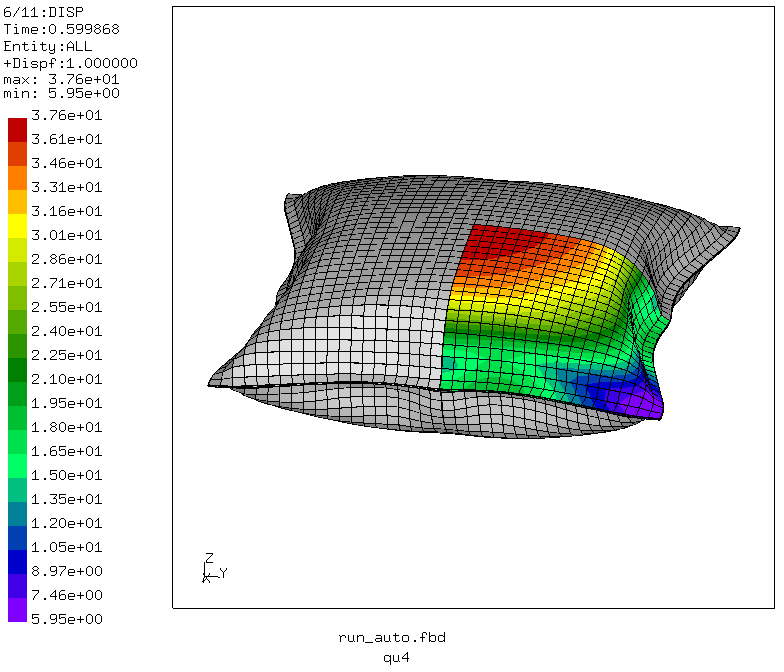 6/11:DISP
Time:0.599868
Entity:ALL
+Dispf:1.000000
max: 3.76e+01
min: 5.95e+00
3.76e+01
3.61e+01
3.46e+01
3.31e+01
3.16e+01
3.01e+01
2.86e+01
2.71e+01
2.55e+01
2.40e+01
2.25e+01
2.10e+01
1.95e+01
1.80e+01
1.65e+01
1.50e+01
1.35e+01
1.20e+01
1.05e+01
8.97e+00
7.46e+00
5.95e+00
Z
X Y
run_auto.fbd
qu4